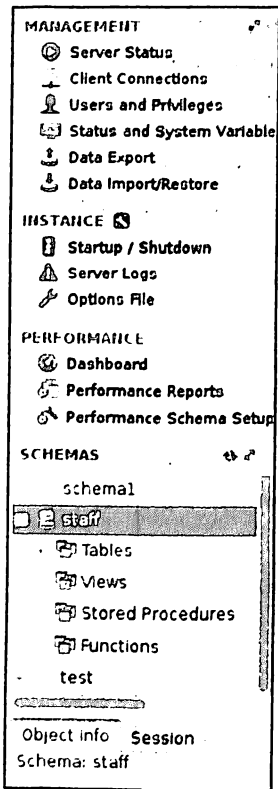 MANAGEMENT
Server Status
Client Connections
Users and Privileges
Status and System Variable
Data Export
Data Import/Restore
INSTANCE
Startup / Shutdown
Server Logs
Options File
PERFORMANCE
Dashboard
Performance Reports
Performance Schema Setup
SCHEMAS
schema1
staff
Tables
Views
Stored Procedures
Functions
test
Object Info Session
Schema: staff